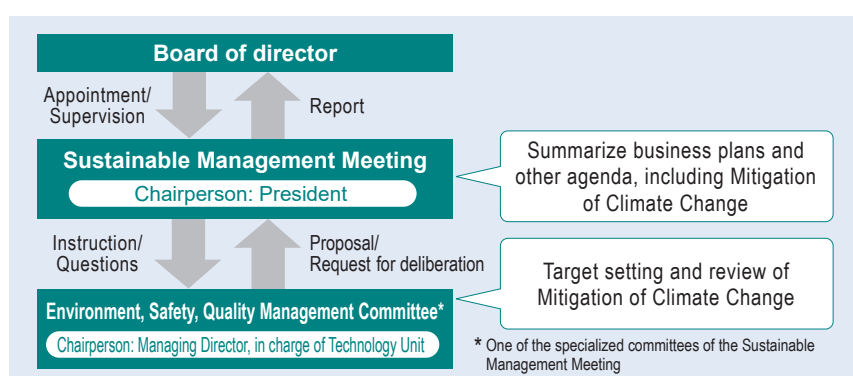 Board of director
Appointment/
Supervision
Report
Sustainable Management Meeting
Chairperson: President
Summarize business plans and
other agenda, including Mitigation
of Climate Change
Instruction/
Questions
Proposal/
Request for deliberation
Environment, Safety, Quality Management Committee*
Chairperson: Managing Director, in charge of Technology Unit
Target setting and review of
Mitigation of Climate Change
* One of the specialized committees of the Sustainable
Management Meeting